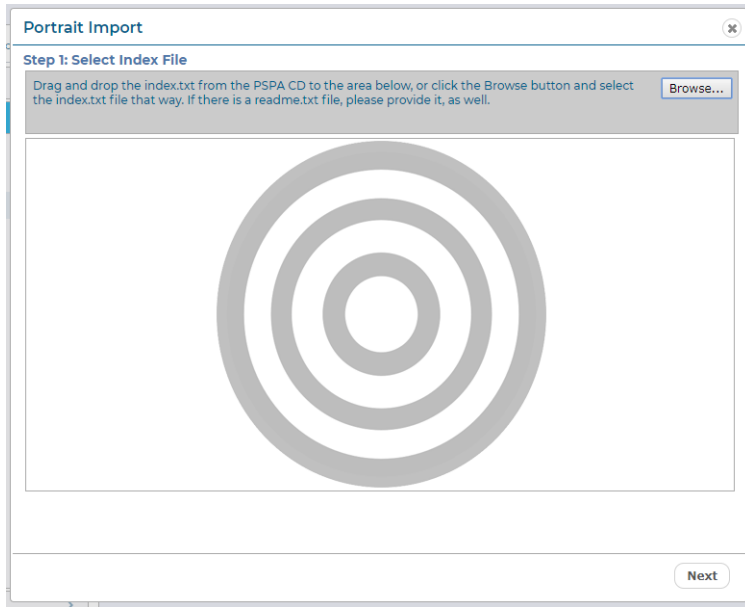 Portrait Import
Step 1: Select Index File
Drag and drop the index.txt from the PSPA CD to the area below, or click the Browse button and select
the index.txt file that way. If there is a readme.txt file, please provide it, as well.
Browse...
Next